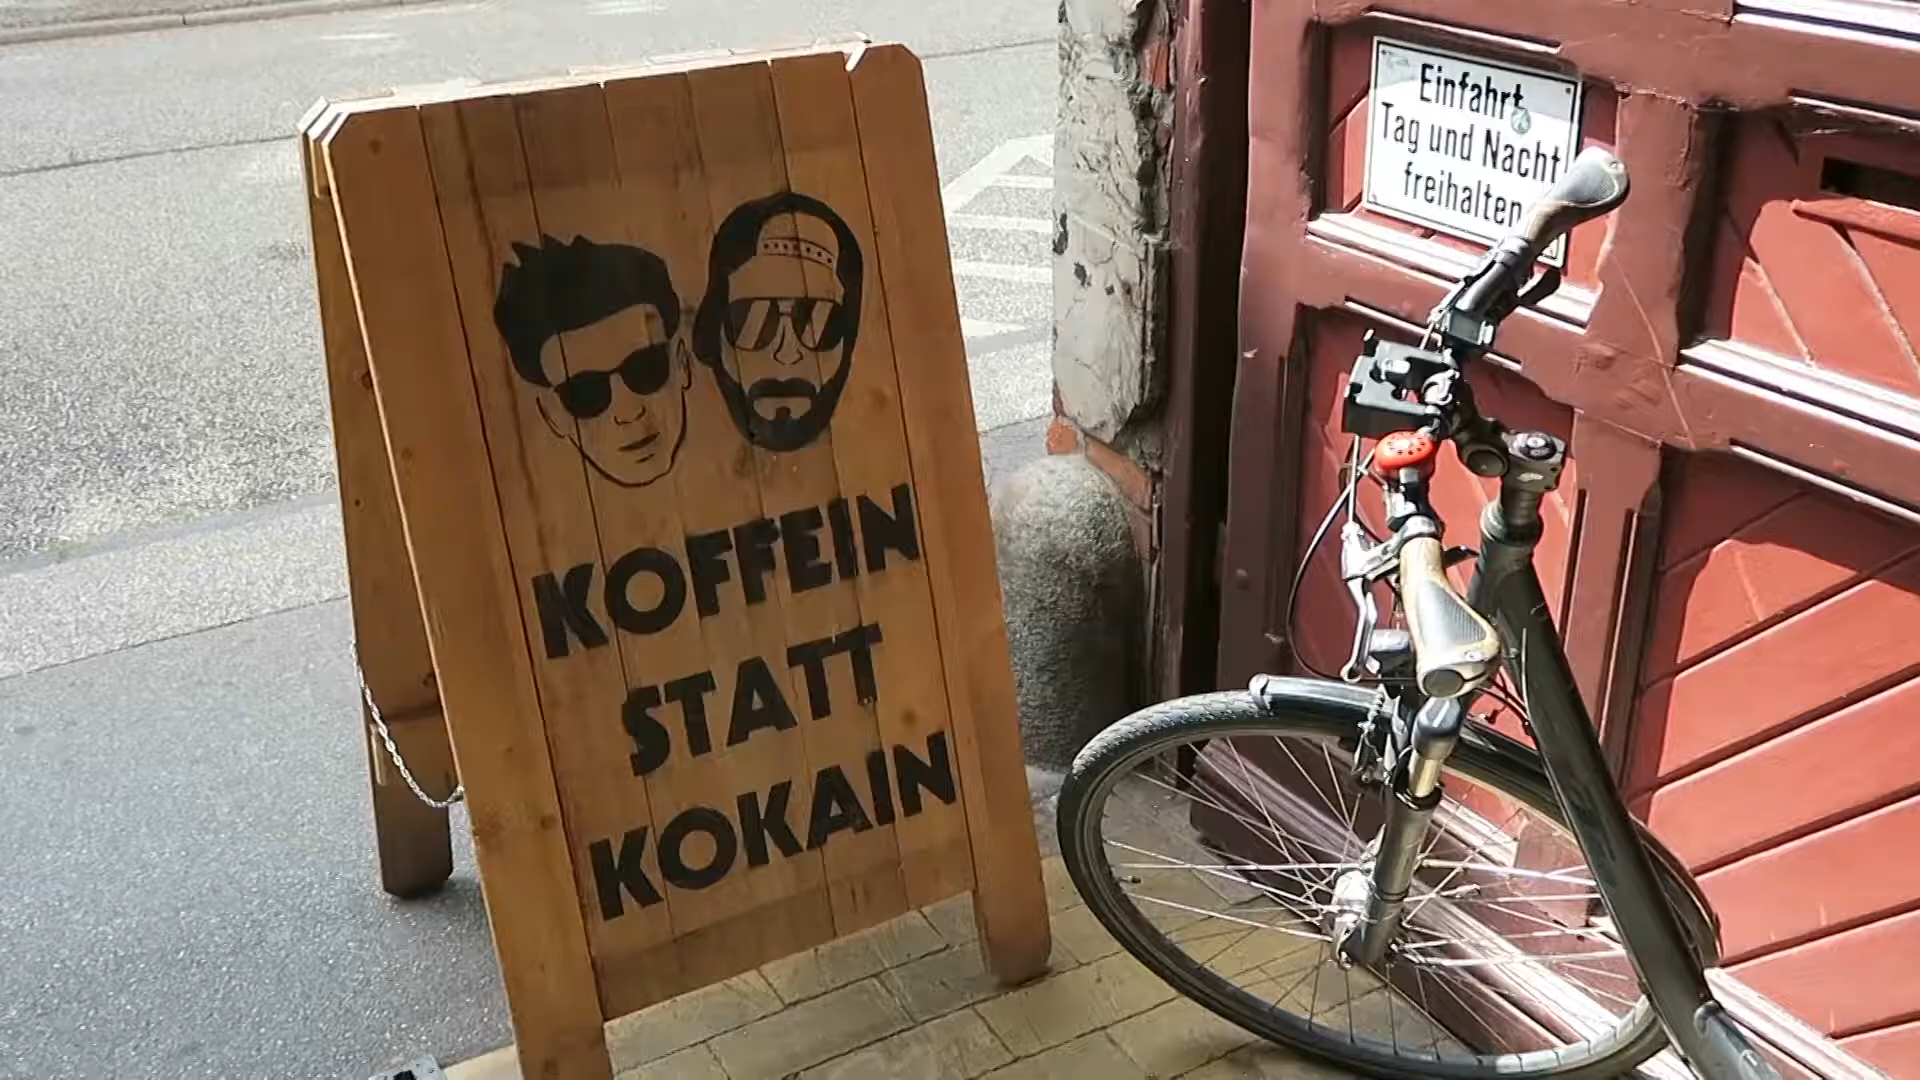 KOFFEIN
STATT
KOKAIN
Einfahrt
Tag und Nacht
freihalten